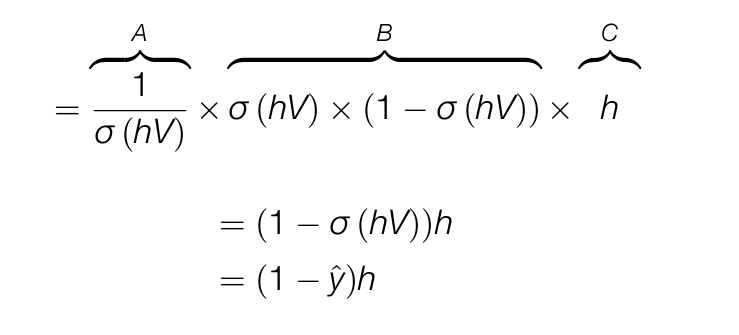 A B C
= 1/σ(hV) × σ(hV) × (1 − σ(hV)) × h
= (1 − σ(hV))h
= (1 − ŷ)h